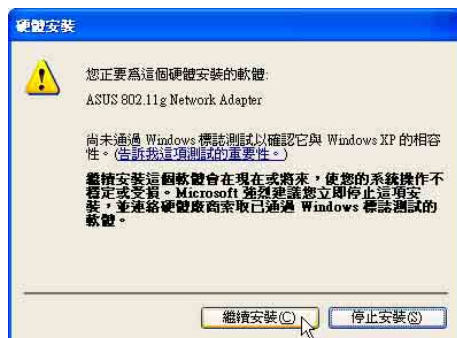 硬體安裝
您正要為這個硬體安裝的軟體:
ASUS 802.11g Network Adapter
尚未通過 Windows 標誌測試以確認它與 Windows XP 的相容
性。(告訴我這項測試的重要性。)
繼續安裝這個軟體會在現在或將來，使您的系統操作不
穩定或受損。Microsoft 強烈建議您立即停止這項安
裝，並連絡硬體廠商索取已通過 Windows 標誌測試的
軟體。
繼續安裝(C)
停止安裝(S)